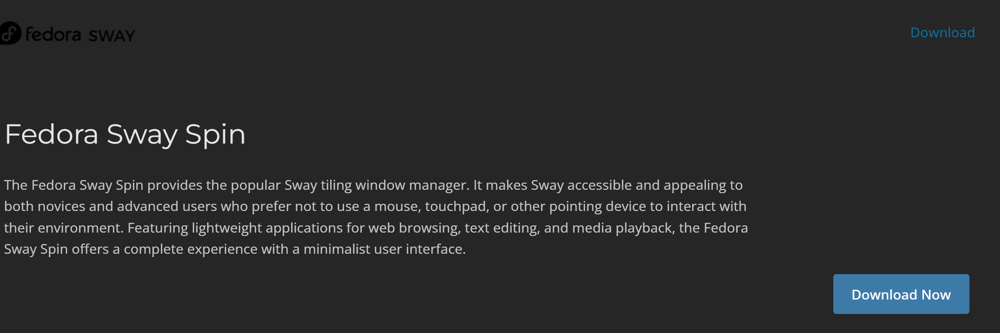 fedora SWAY
Download
Fedora Sway Spin
The Fedora Sway Spin provides the popular Sway tiling window manager. It makes Sway accessible and appealing to
both novices and advanced users who prefer not to use a mouse, touchpad, or other pointing device to interact with
their environment. Featuring lightweight applications for web browsing, text editing, and media playback, the Fedora
Sway Spin offers a complete experience with a minimalist user interface.
Download Now